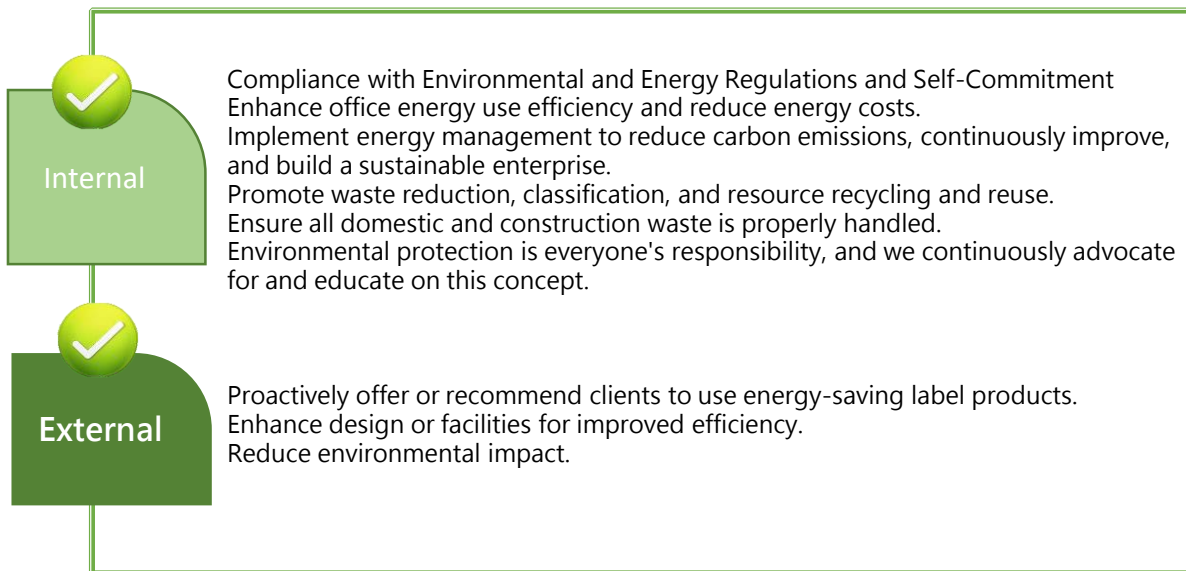 Internal
Compliance with Environmental and Energy Regulations and Self-Commitment
Enhance office energy use efficiency and reduce energy costs.
Implement energy management to reduce carbon emissions, continuously improve,
and build a sustainable enterprise.
Promote waste reduction, classification, and resource recycling and reuse.
Ensure all domestic and construction waste is properly handled.
Environmental protection is everyone's responsibility, and we continuously advocate
for and educate on this concept.
External
Proactively offer or recommend clients to use energy-saving label products.
Enhance design or facilities for improved efficiency.
Reduce environmental impact.